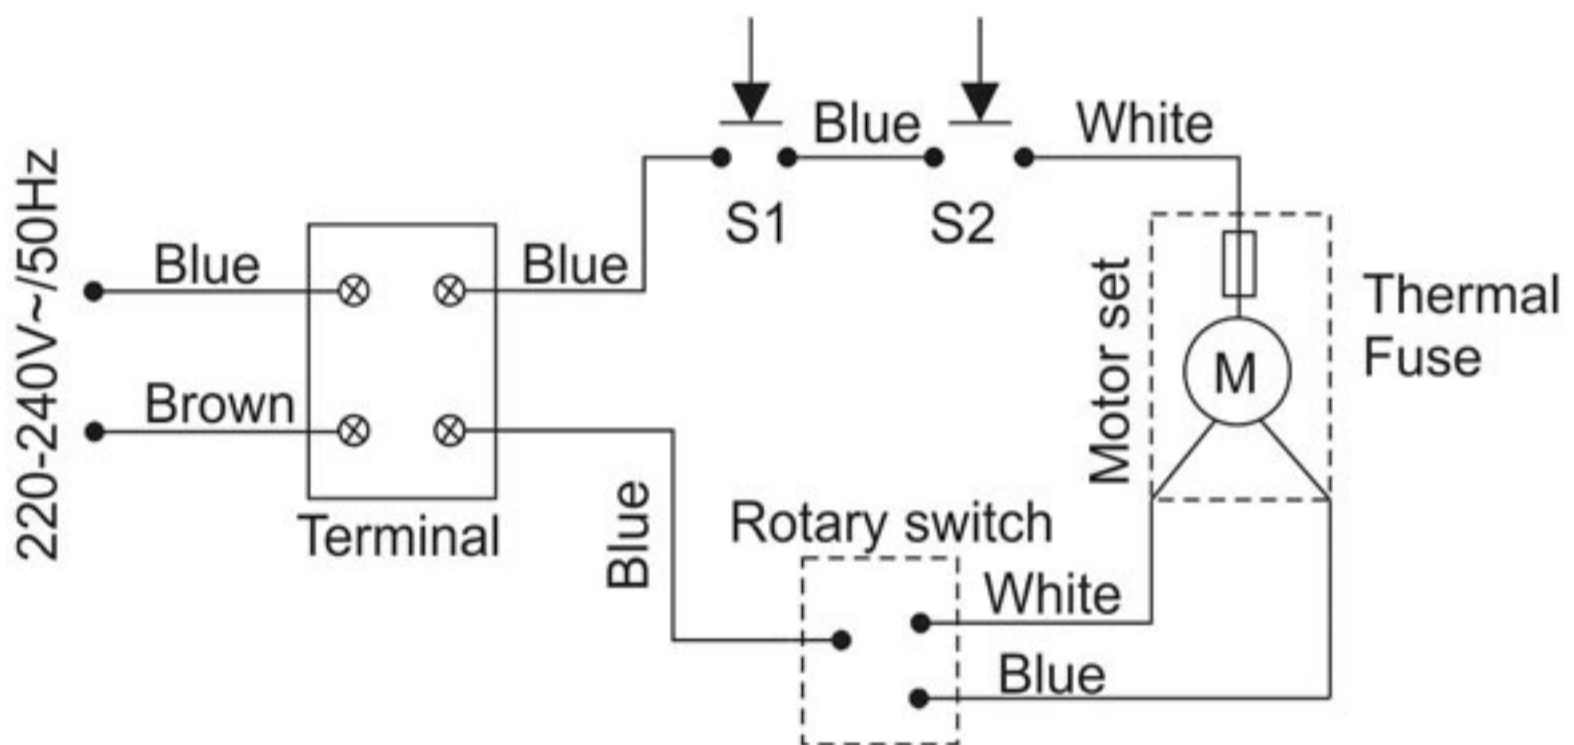 220-240V~/50Hz
Blue
Brown
Terminal
Blue
Blue
S1
Blue
S2
White
Motor set
M
Thermal
Fuse
Rotary switch
White
Blue